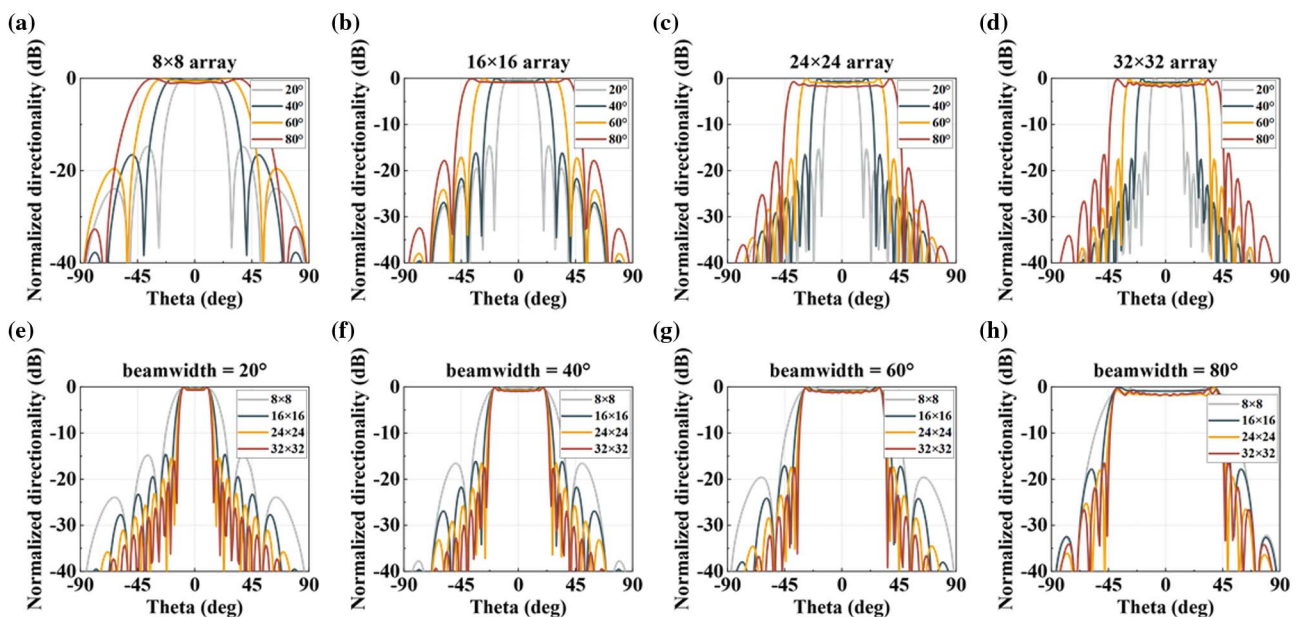 (a)
8×8 array
Normalized directionality (dB)
0
-10
-20
-30
-40
20°
40°
60°
80°
-90 -45 0 45 90
Theta (deg)
(b)
16×16 array
Normalized directionality (dB)
0
-10
-20
-30
-40
20°
40°
60°
80°
-90 -45 0 45 90
Theta (deg)
(c)
24×24 array
Normalized directionality (dB)
0
-10
-20
-30
-40
20°
40°
60°
80°
-90 -45 0 45 90
Theta (deg)
(d)
32×32 array
Normalized directionality (dB)
0
-10
-20
-30
-40
20°
40°
60°
80°
-90 -45 0 45 90
Theta (deg)
(e)
beamwidth = 20°
Normalized directionality (dB)
0
-10
-20
-30
-40
8×8
16×16
24×24
32×32
-90 -45 0 45 90
Theta (deg)
(f)
beamwidth = 40°
Normalized directionality (dB)
0
-10
-20
-30
-40
8×8
16×16
24×24
32×32
-90 -45 0 45 90
Theta (deg)
(g)
beamwidth = 60°
Normalized directionality (dB)
0
-10
-20
-30
-40
8×8
16×16
24×24
32×32
-90 -45 0 45 90
Theta (deg)
(h)
beamwidth = 80°
Normalized directionality (dB)
0
-10
-20
-30
-40
8×8
16×16
24×24
32×32
-90 -45 0 45 90
Theta (deg)